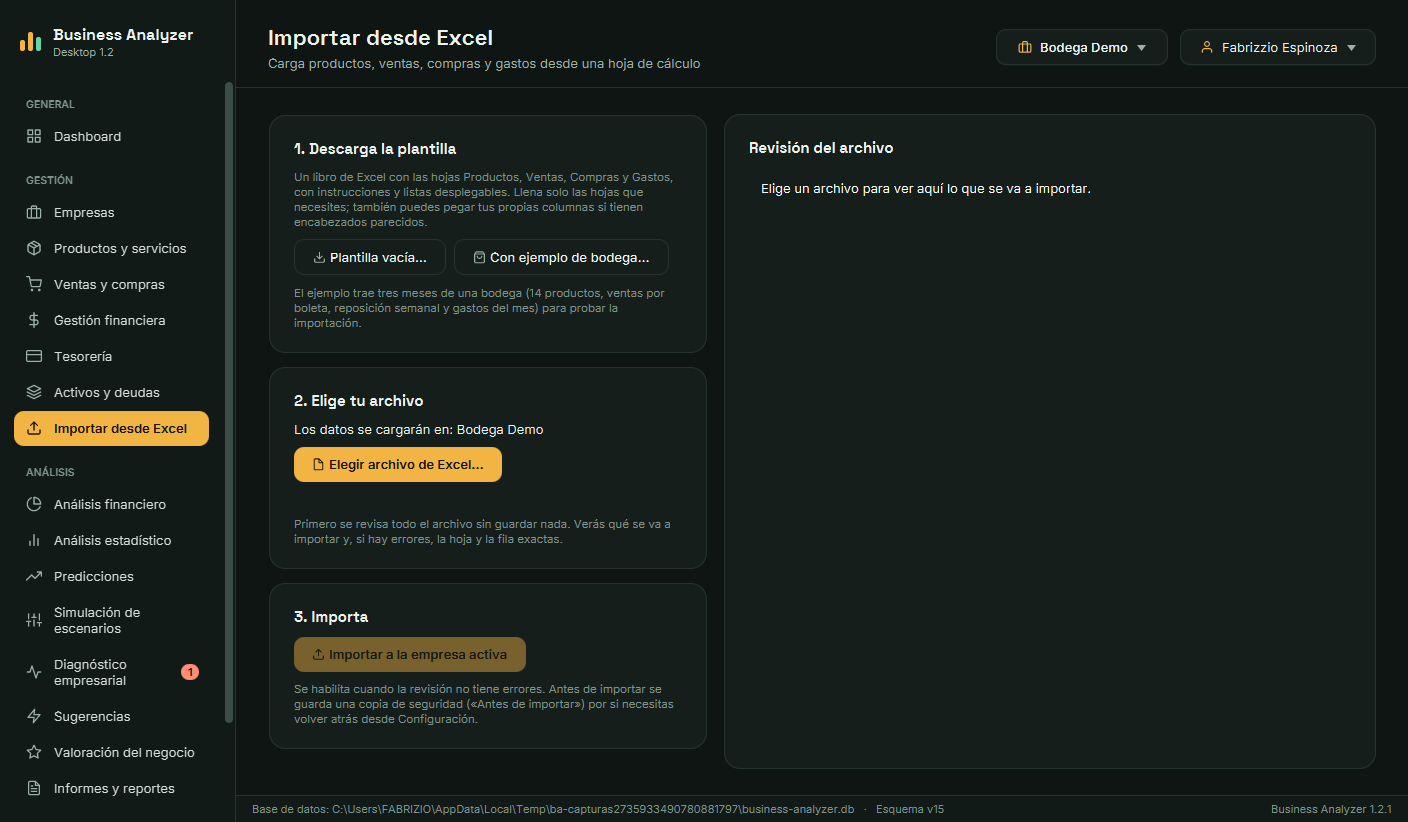 Business Analyzer
Desktop 1.2
GENERAL
Dashboard
GESTIÓN
Empresas
Productos y servicios
Ventas y compras
Gestión financiera
Tesorería
Activos y deudas
Importar desde Excel
ANÁLISIS
Análisis financiero
Análisis estadístico
Predicciones
Simulación de
escenarios
Diagnóstico
empresarial
1
Sugerencias
Valoración del negocio
Informes y reportes
Importar desde Excel
Carga productos, ventas, compras y gastos desde una hoja de cálculo
Bodega Demo
Fabrizzio Espinoza
1. Descarga la plantilla
Un libro de Excel con las hojas Productos, Ventas, Compras y Gastos,
con instrucciones y listas desplegables. Llena solo las hojas que
necesites; también puedes pegar tus propias columnas si tienen
encabezados parecidos.
Plantilla vacía...
Con ejemplo de bodega...
El ejemplo trae tres meses de una bodega (14 productos, ventas por
boleta, reposición semanal y gastos del mes) para probar la
importación.
2. Elige tu archivo
Los datos se cargarán en: Bodega Demo
Elegir archivo de Excel...
Primero se revisa todo el archivo sin guardar nada. Verás qué se va a
importar y, si hay errores, la hoja y la fila exactas.
3. Importa
Importar a la empresa activa
Se habilita cuando la revisión no tiene errores. Antes de importar se
guarda una copia de seguridad («Antes de importar») por si necesitas
volver atrás desde Configuración.
Revisión del archivo
Elige un archivo para ver aquí lo que se va a importar.
Base de datos: C:\Users\FABRIZIO\AppData\Local\Temp\ba-capturas2735933490780881797\business-analyzer.db · Esquema v15
Business Analyzer 1.2.1